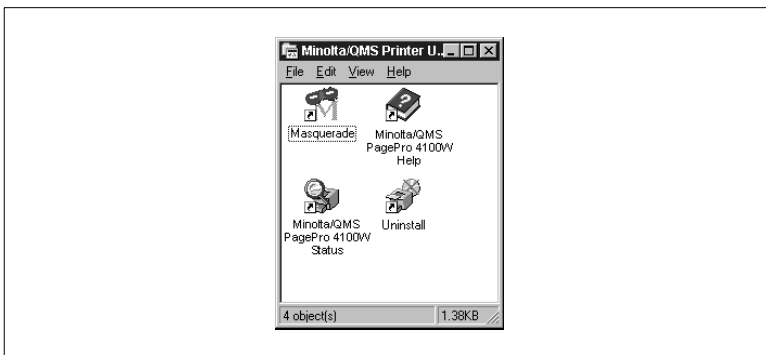 Minolta/QMS Printer U...
File Edit View Help
Masquerade
Minolta/QMS
PagePro 4100W
Help
Minolta/QMS
PagePro 4100W
Status
Uninstall
4 object(s)
1.38KB